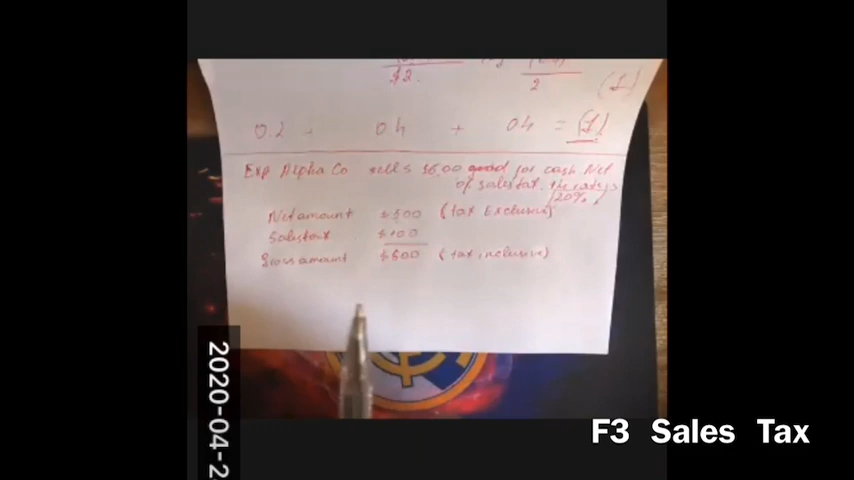 $2.
2
(1)
0.2 + 0.4 + 0.4 = (1)
Exp Alpha Co sells $600 good for cash Net
of sales tax. the rate is
20%.
Net amount $500 (tax Exclusive)
Sales tax $100
Gross amount $600 (tax inclusive)
2020-04-2
F3 Sales Tax